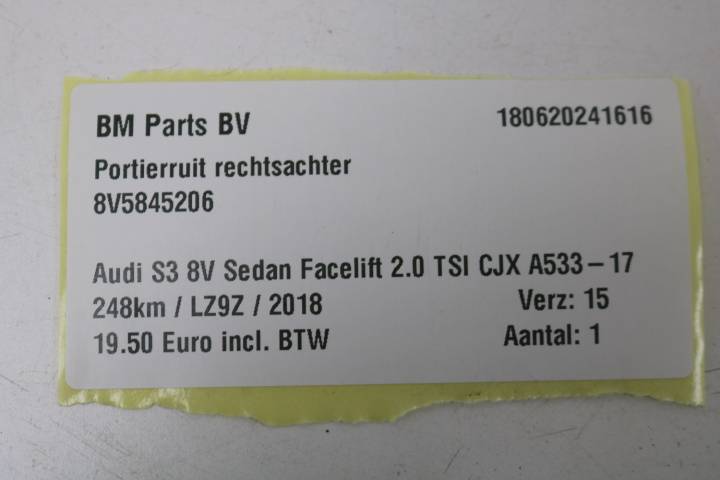 BM Parts BV 180620241616
Portierruit rechtsachter
8V5845206
Audi S3 8V Sedan Facelift 2.0 TSI CJX A533-17
248km / LZ9Z / 2018 Verz: 15
19.50 Euro incl. BTW Aantal: 1